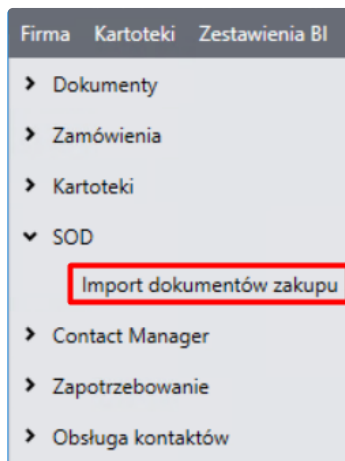 Firma Kartoteki Zestawienia BI
Dokumenty
Zamówienia
Kartoteki
SOD
Import dokumentów zakupu
Contact Manager
Zapotrzebowanie
Obsługa kontaktów